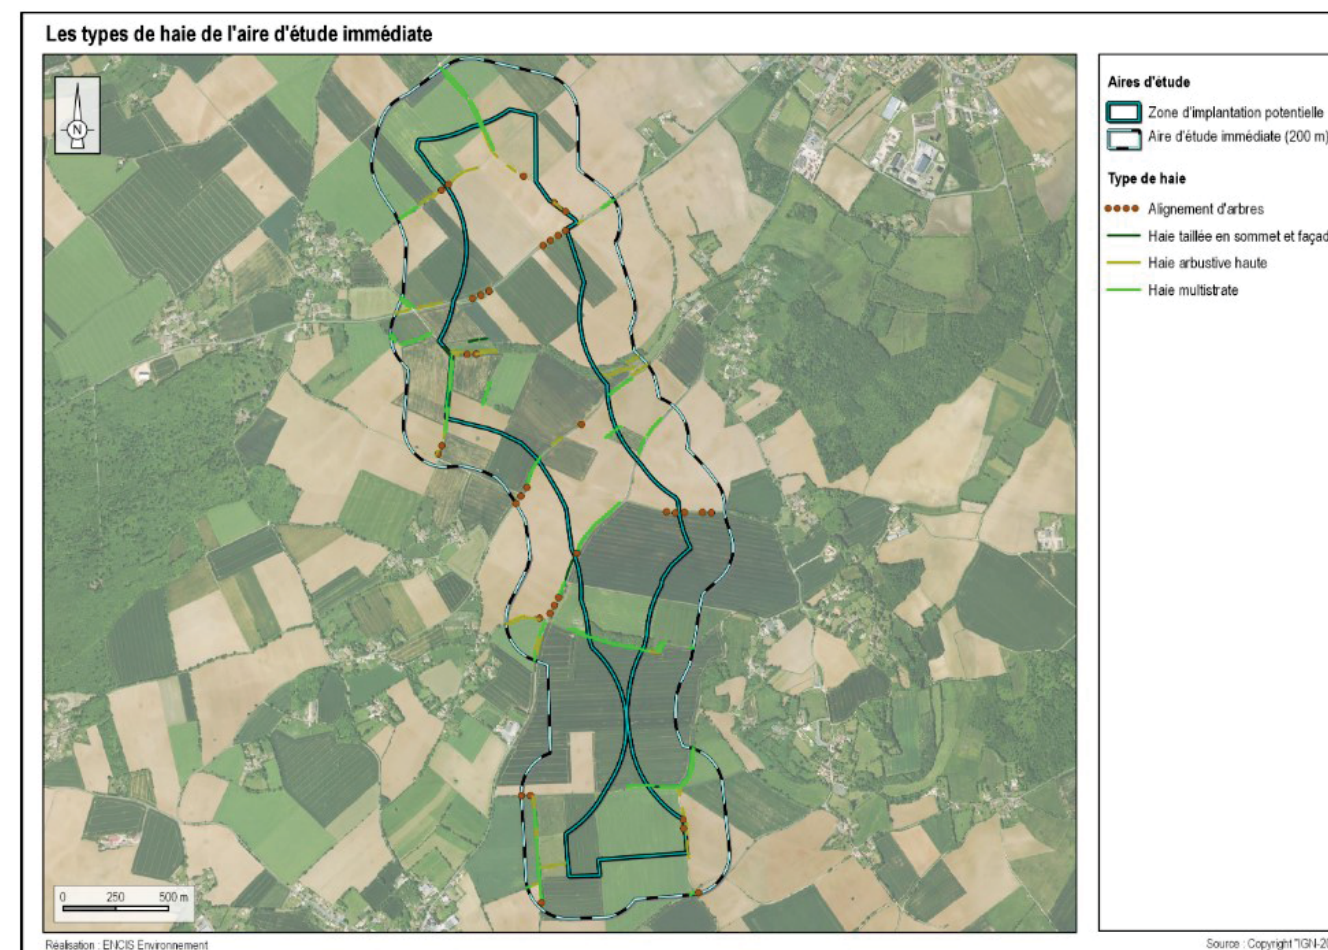 Les types de haie de l'aire d'étude immédiate
N
Aires d'étude
Zone d'implantation potentielle
Aire d'étude immédiate (200 m)
Type de haie
Alignement d'arbres
Haie taillée en sommet et façad
Haie arbustive haute
Haie multistrate
0 250 500 m
Réalisation : ENCIS Environnement
Source : Copyright "IGN-20